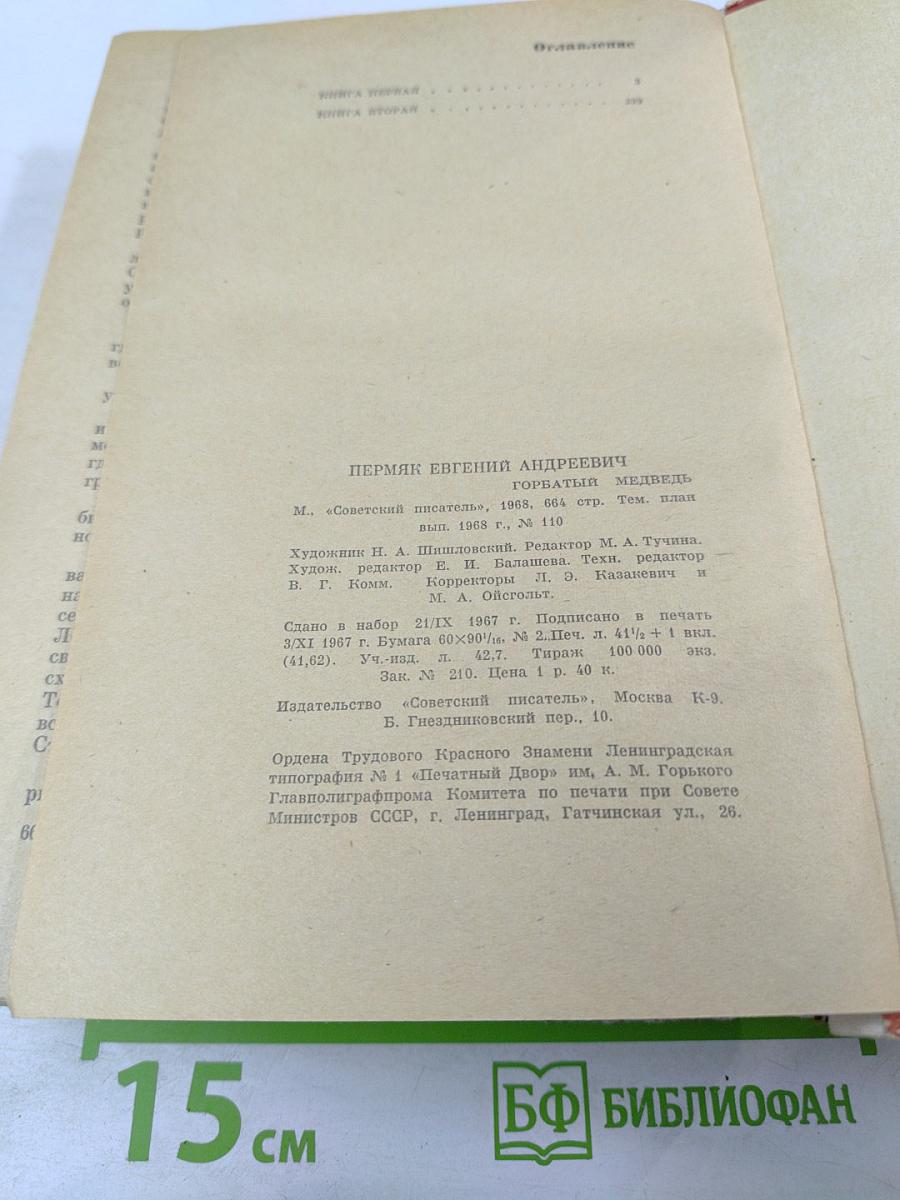 Оглавление
КНИГА ПЕРВАЯ . . . . . . . . . . . . 3
КНИГА ВТОРАЯ . . . . . . . . . . . .
ПЕРМЯК ЕВГЕНИЙ АНДРЕЕВИЧ
ГОРБАТЫЙ МЕДВЕДЬ
М., «Советский писатель», 1968, 664 стр. Тем. план
вып. 1968 г., № 110
Художник Н. А. Шишловский. Редактор М. А. Тучина.
Худож. редактор Е. И. Балашева. Техн. редактор
В. Г. Комм. Корректоры Л. Э. Казакевич и
М. А. Ойсгольт.
Сдано в набор 21/IX 1967 г. Подписано в печать
3/XI 1967 г. Бумага 60×90¹/₁₆, № 2. Печ. л. 41¹/₂ + 1 вкл.
(41,62). Уч.-изд. л. 42,7. Тираж 100 000 экз.
Зак. № 210. Цена 1 р. 40 к.
Издательство «Советский писатель», Москва К-9.
Б. Гнездниковский пер., 10.
Ордена Трудового Красного Знамени Ленинградская
типография № 1 «Печатный Двор» им. А. М. Горького
Главполиграфпрома Комитета по печати при Совете
Министров СССР, г. Ленинград, Гатчинская ул., 26.
15 см
БФ БИБЛИОФАН